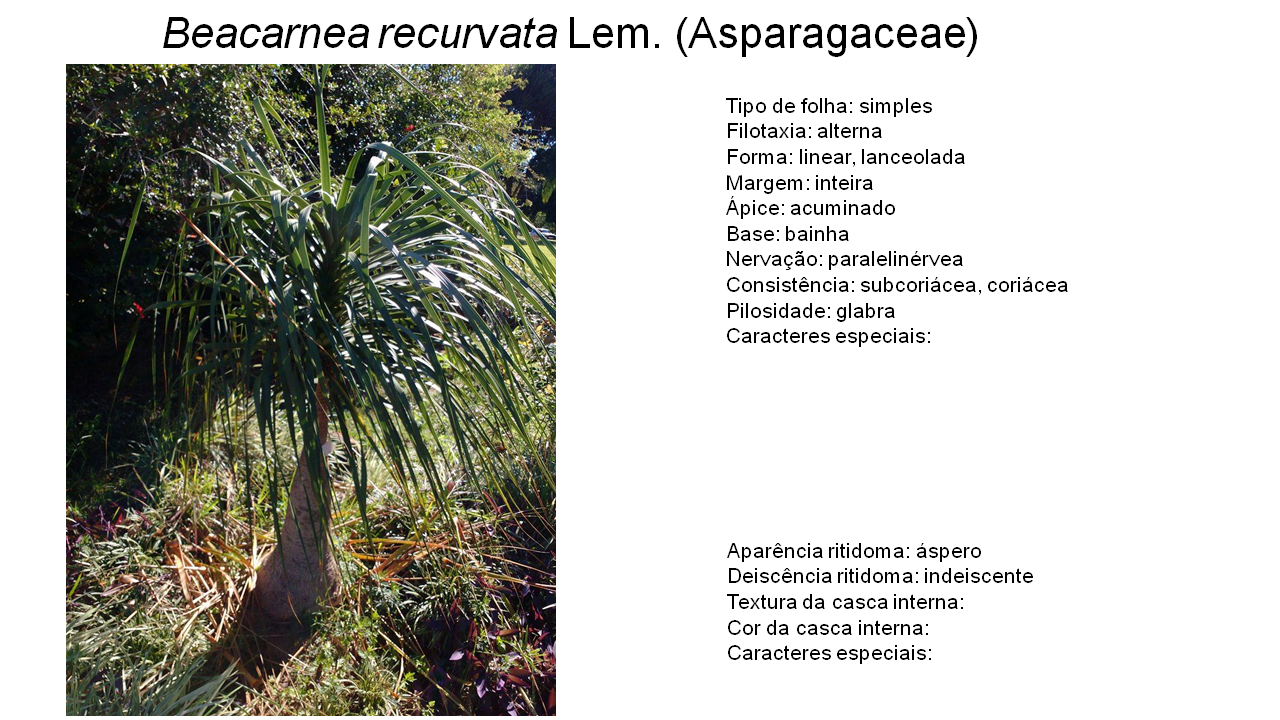 Beacarnea recurvata Lem. (Asparagaceae)
Tipo de folha: simples
Filotaxia: alterna
Forma: linear, lanceolada
Margem: inteira
Ápice: acuminado
Base: bainha
Nervação: paralelinérvea
Consistência: subcoriácea, coriácea
Pilosidade: glabra
Caracteres especiais:
Aparência ritidoma: áspero
Deiscência ritidoma: indeiscente
Textura da casca interna:
Cor da casca interna:
Caracteres especiais: